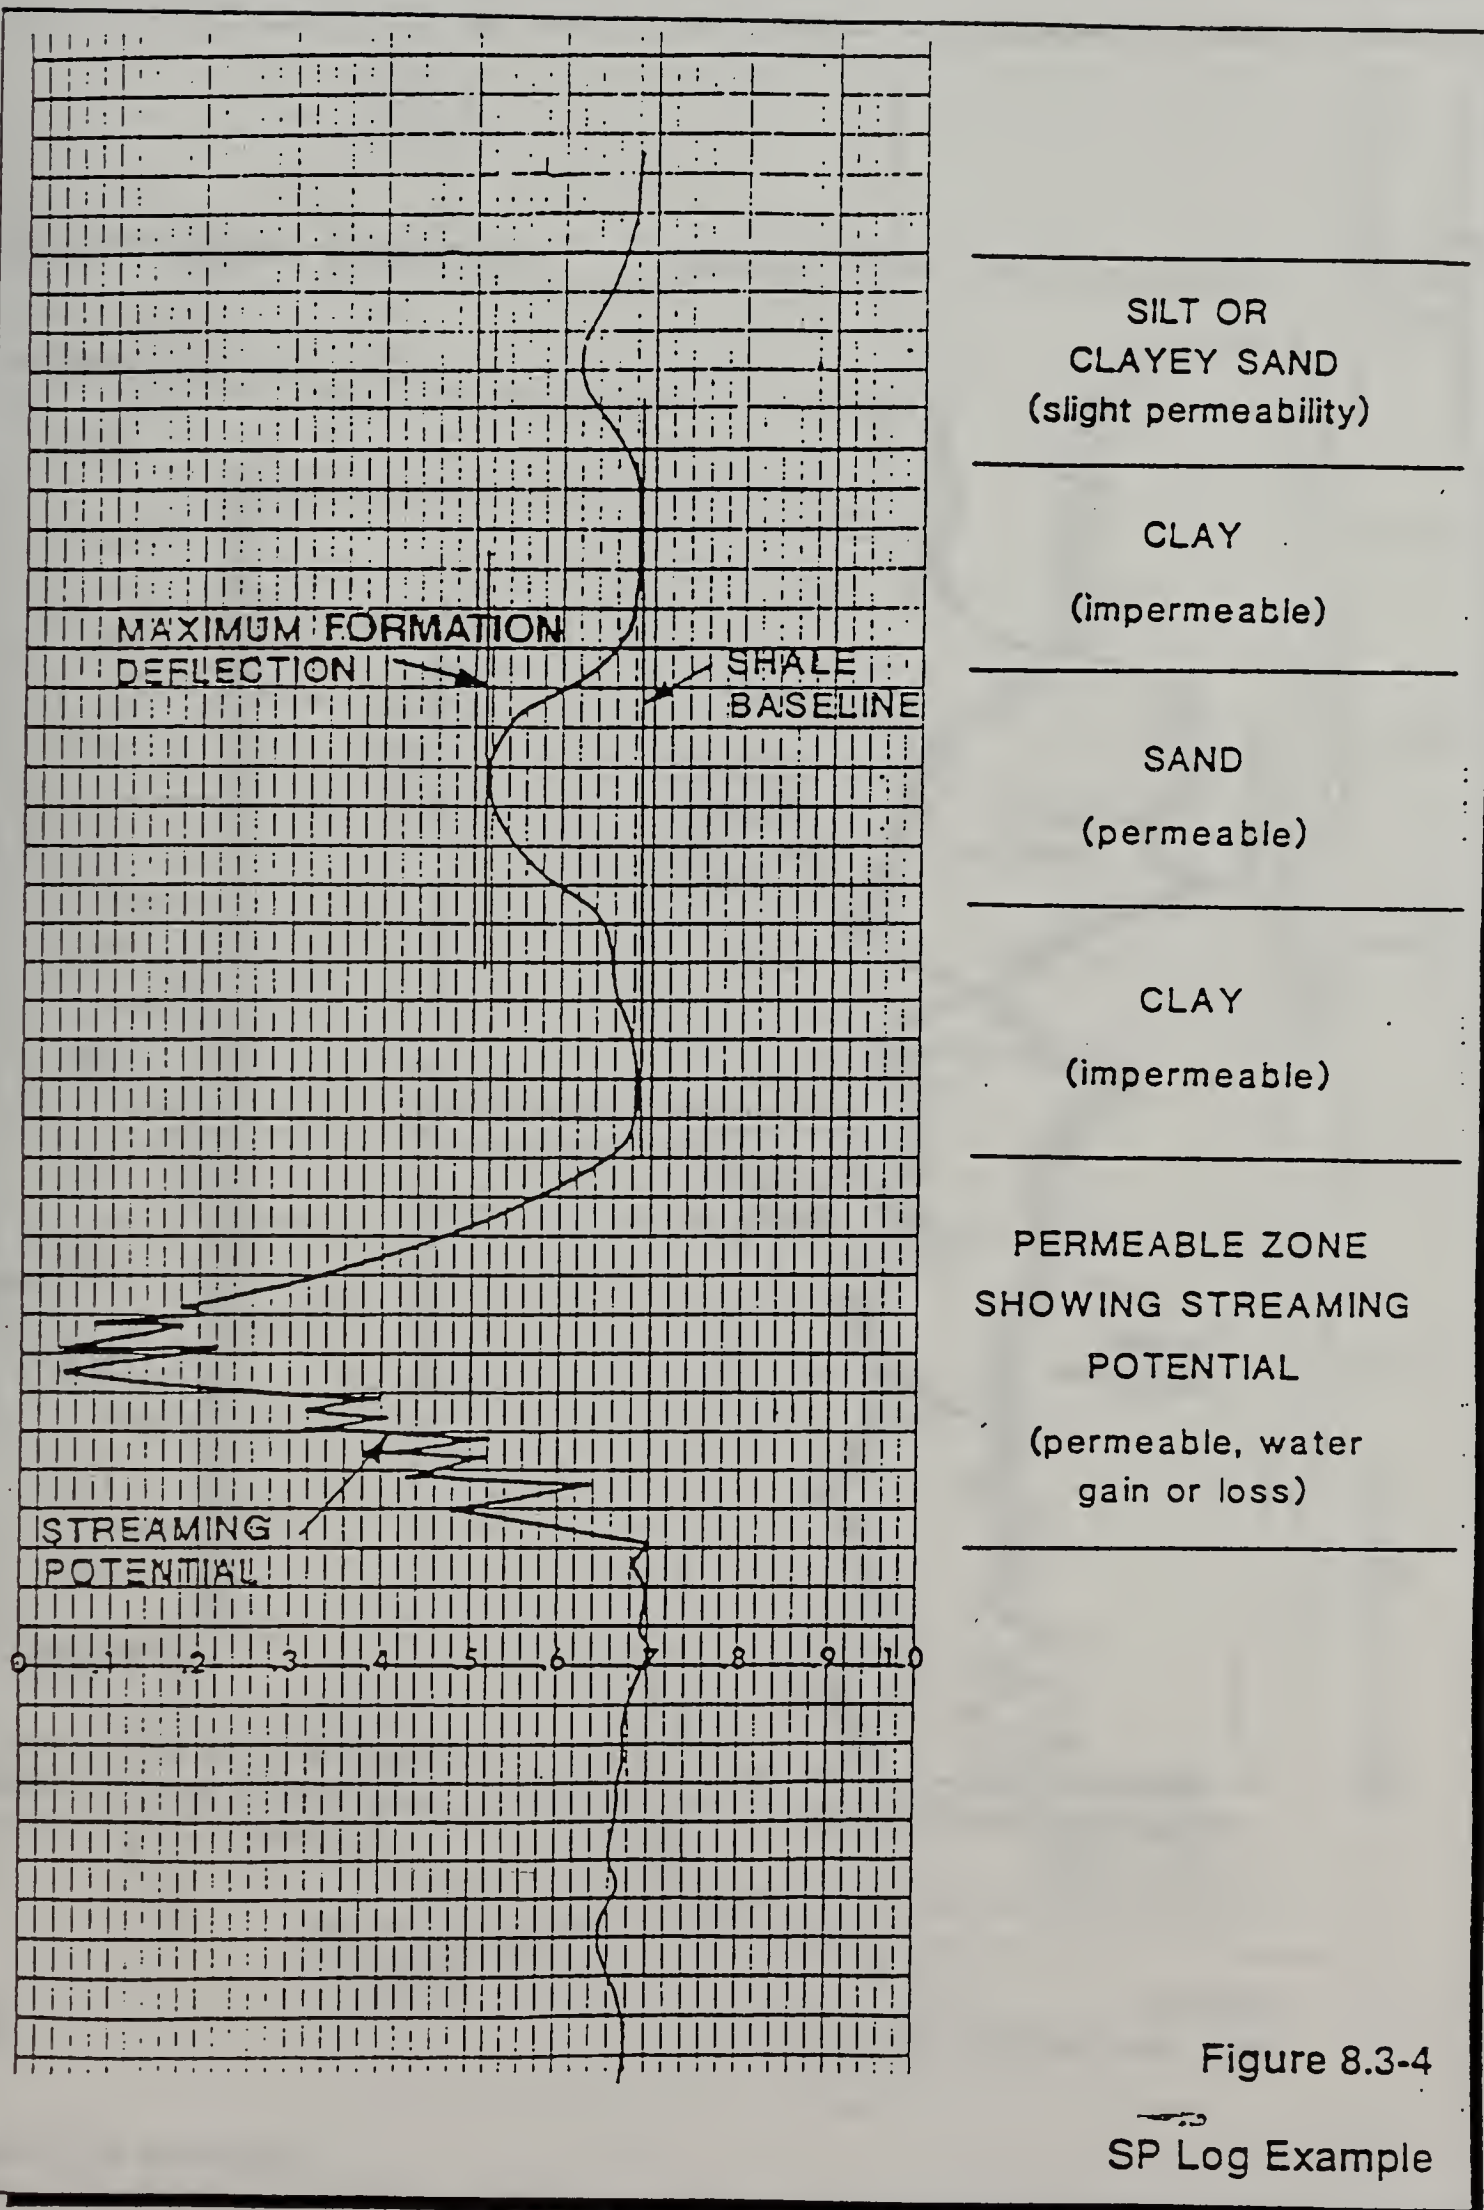 SILT OR
CLAYEY SAND
(slight permeability)
CLAY
(impermeable)
MAXIMUM FORMATION
DEFLECTION
SHALE
BASELINE
SAND
(permeable)
CLAY
(impermeable)
PERMEABLE ZONE
SHOWING STREAMING
POTENTIAL
(permeable, water
gain or loss)
STREAMING
POTENTIAL
0 .1 .2 .3 .4 .5 .6 .7 .8 .9 1.0
Figure 8.3-4
SP Log Example